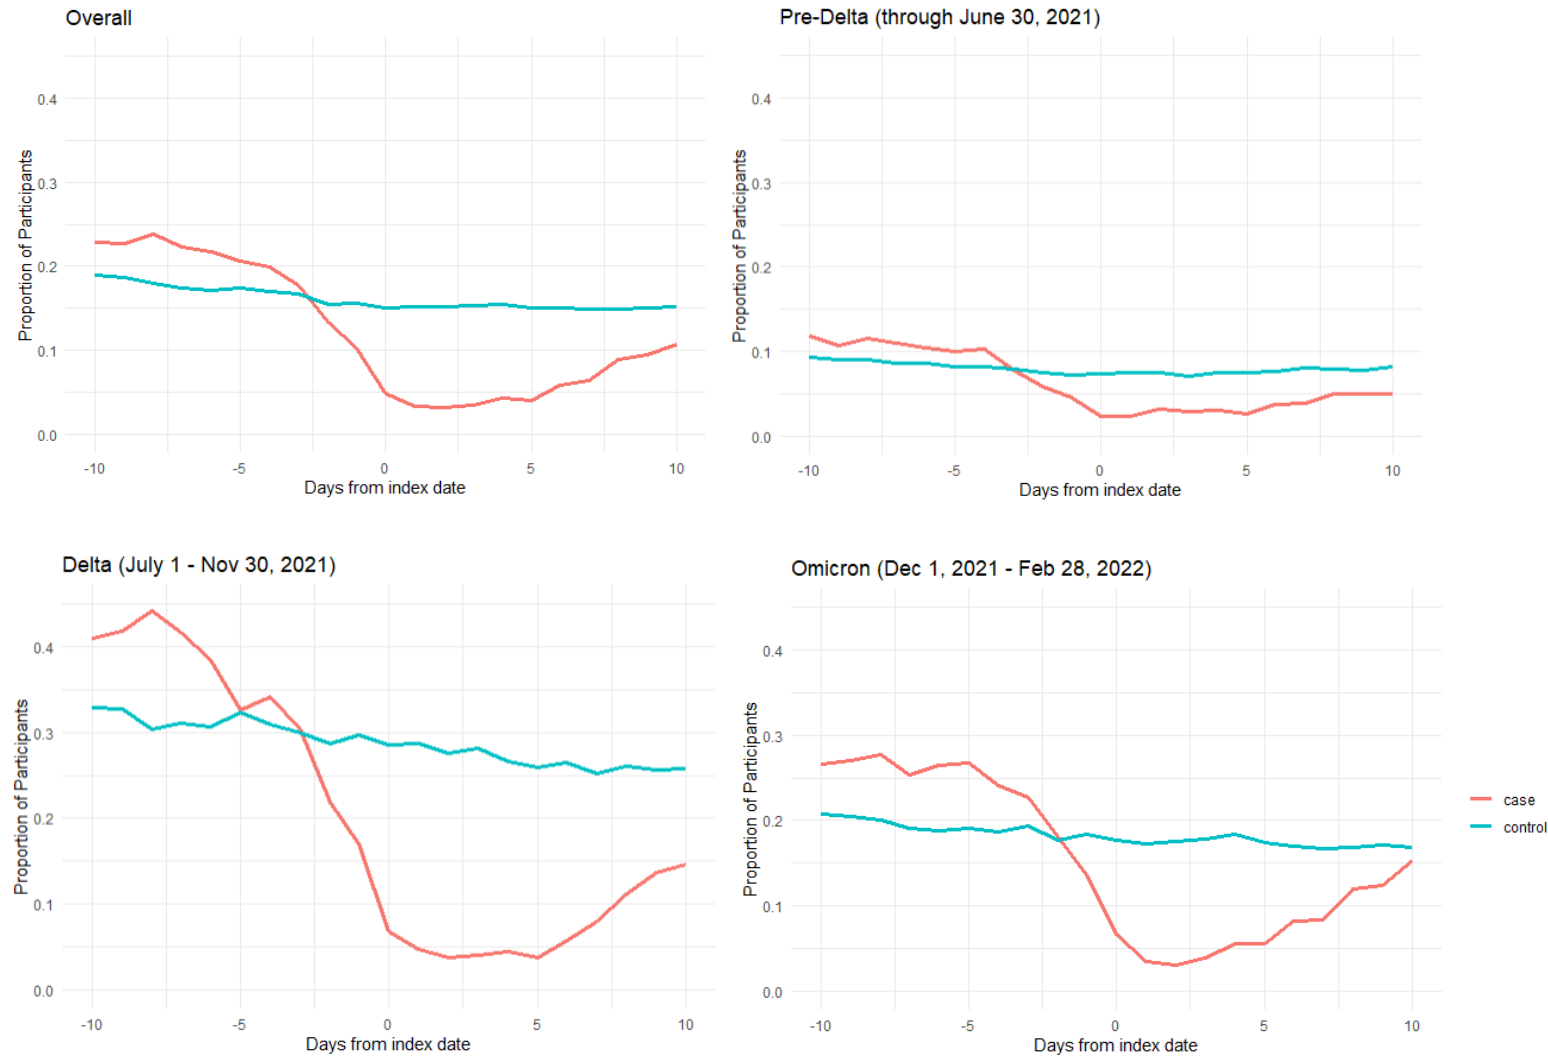 Overall
Proportion of Participants
0.4
0.3
0.2
0.1
0.0
-10 -5 0 5 10
Days from index date
Pre-Delta (through June 30, 2021)
Proportion of Participants
0.4
0.3
0.2
0.1
0.0
-10 -5 0 5 10
Days from index date
Delta (July 1 - Nov 30, 2021)
Proportion of Participants
0.4
0.3
0.2
0.1
0.0
-10 -5 0 5 10
Days from index date
Omicron (Dec 1, 2021 - Feb 28, 2022)
Proportion of Participants
0.4
0.3
0.2
0.1
0.0
-10 -5 0 5 10
Days from index date
case
control